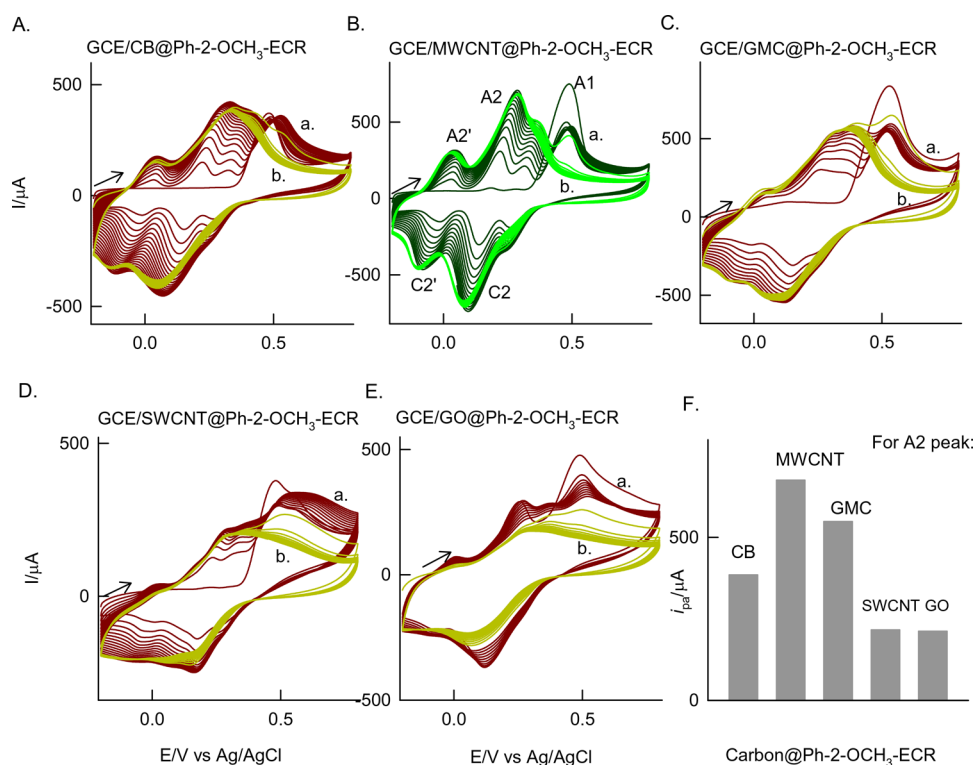 A.
GCE/CB@Ph-2-OCH3-ECR
500
0
-500
I/µA
0.0
0.5
a.
b.
B.
GCE/MWCNT@Ph-2-OCH3-ECR
500
0
-500
0.0
0.5
A2'
A2
A1
a.
b.
C2'
C2
C.
GCE/GMC@Ph-2-OCH3-ECR
500
0
-500
0.0
0.5
a.
b.
D.
GCE/SWCNT@Ph-2-OCH3-ECR
500
0
I/µA
0.0
0.5
a.
b.
E/V vs Ag/AgCl
E.
GCE/GO@Ph-2-OCH3-ECR
500
0
-500
0.0
0.5
a.
b.
E/V vs Ag/AgCl
F.
For A2 peak:
MWCNT
GMC
CB
SWCNT GO
500
0
ipa/µA
Carbon@Ph-2-OCH3-ECR